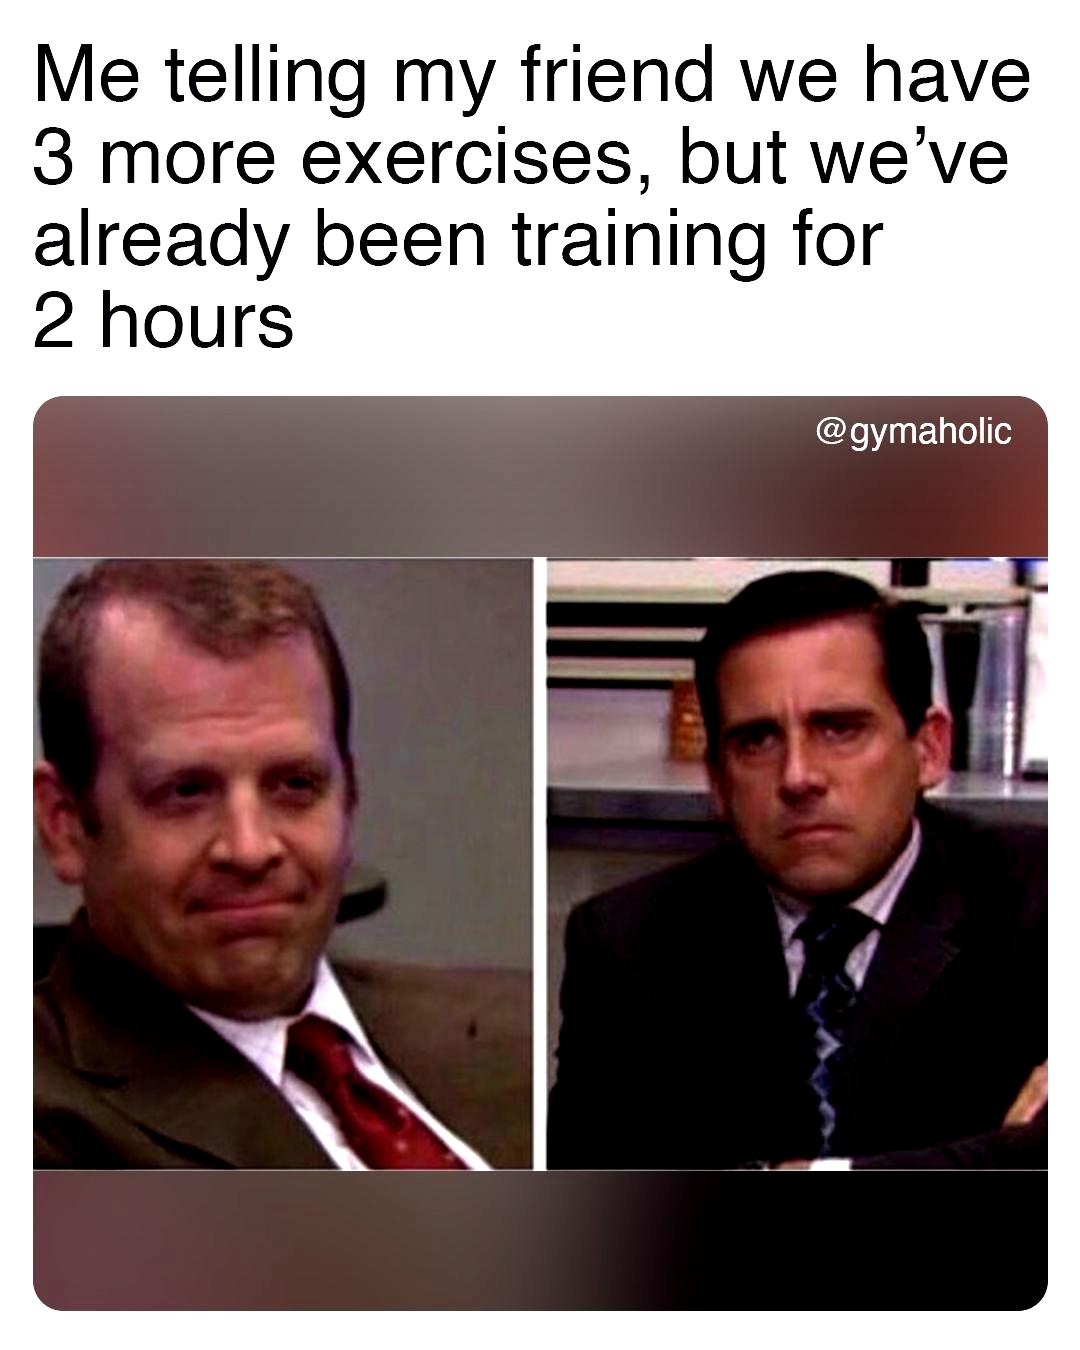 Me telling my friend we have
3 more exercises, but we’ve
already been training for
2 hours
@gymaholic